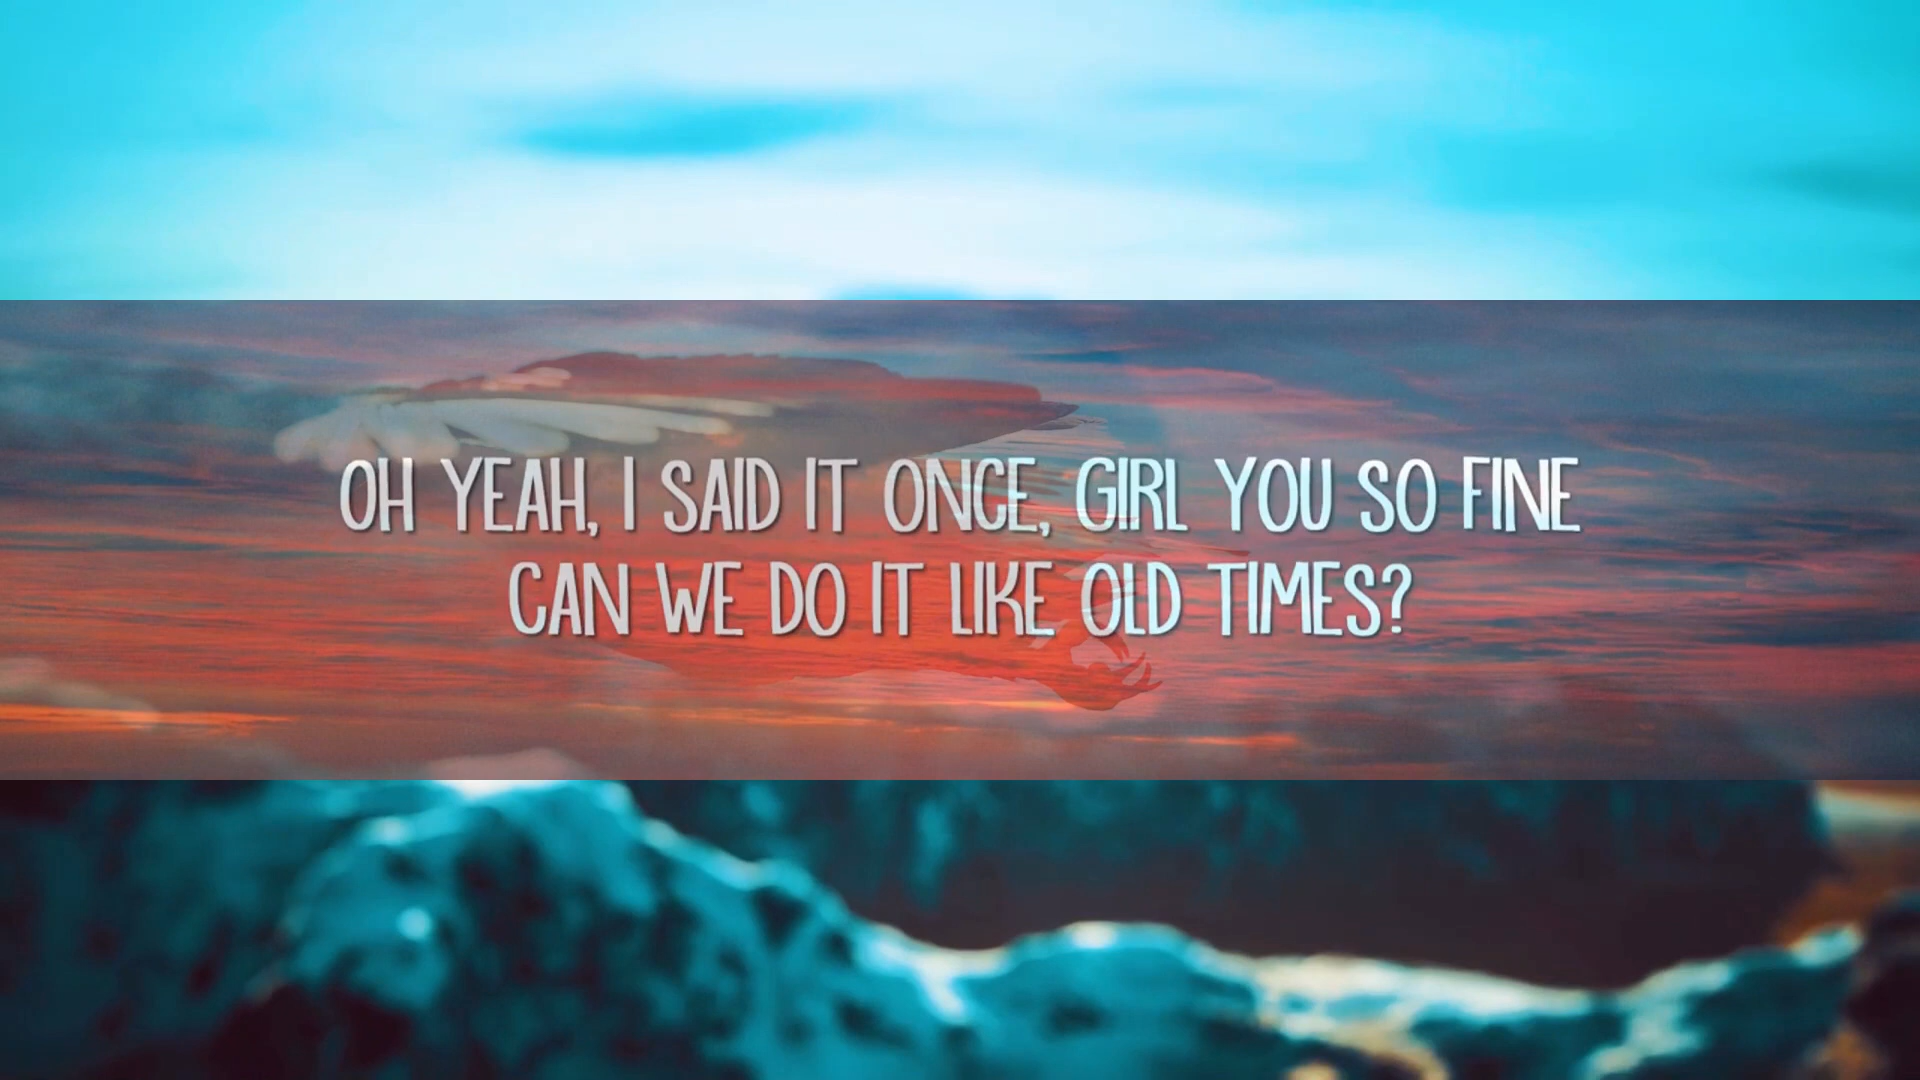 OH YEAH, I SAID IT ONCE, GIRL YOU SO FINE
CAN WE DO IT LIKE OLD TIMES?